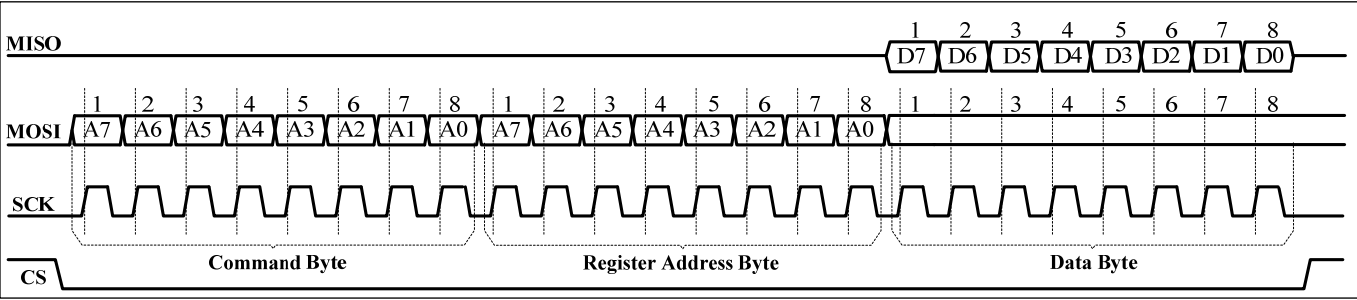 1 2 3 4 5 6 7 8
MISO D7 D6 D5 D4 D3 D2 D1 D0
1 2 3 4 5 6 7 8 1 2 3 4 5 6 7 8 1 2 3 4 5 6 7 8
MOSI A7 A6 A5 A4 A3 A2 A1 A0 A7 A6 A5 A4 A3 A2 A1 A0
SCK
Command Byte Register Address Byte Data Byte
CS